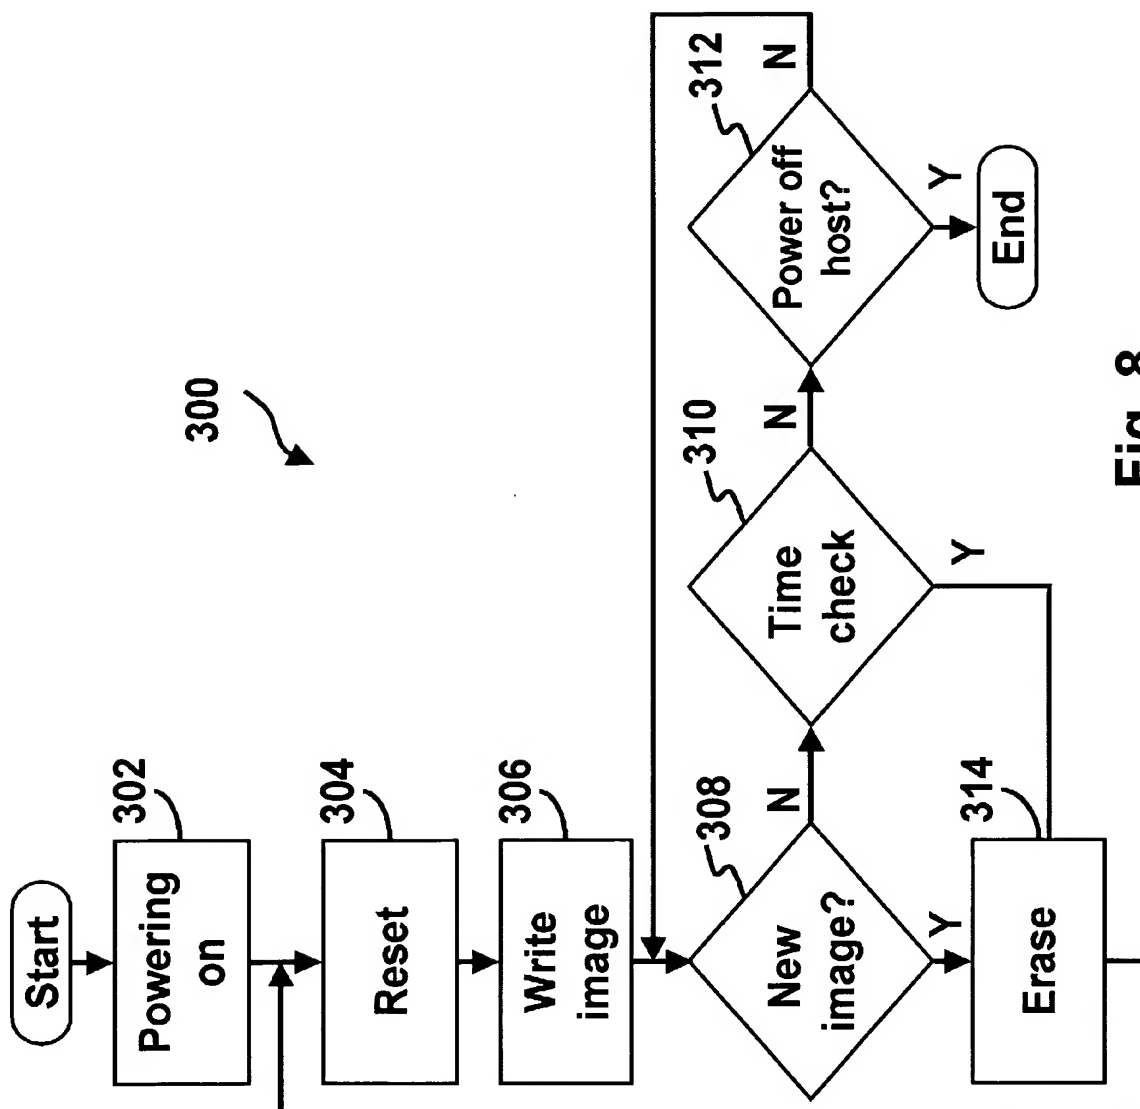 300
Start
Powering
on
302
Reset
304
Write
image
306
New
image?
308
N
Y
Time
check
310
N
Y
Power off
host?
312
N
Y
End
Erase
314
Fig. 8